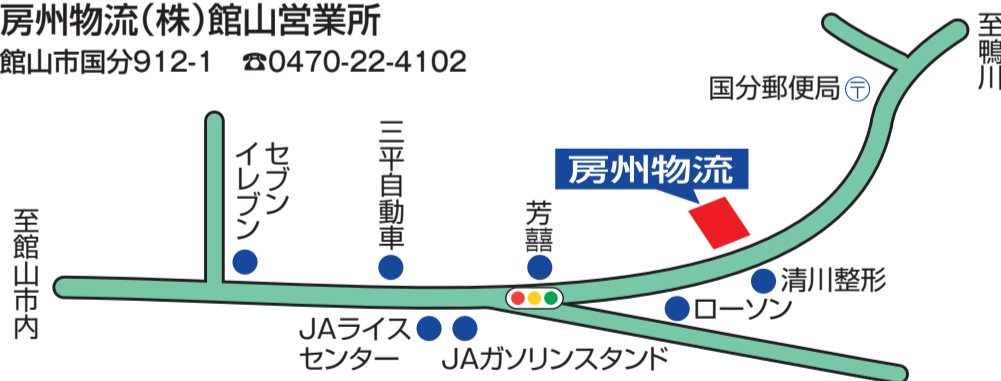 房州物流(株)館山営業所
館山市国分912-1 ☎0470-22-4102
至鴨川
国分郵便局〒
セブン
イレブン
三平自動車
房州物流
芳囍
至館山市内
清川整形
ローソン
JAライス
センター
JAガソリンスタンド